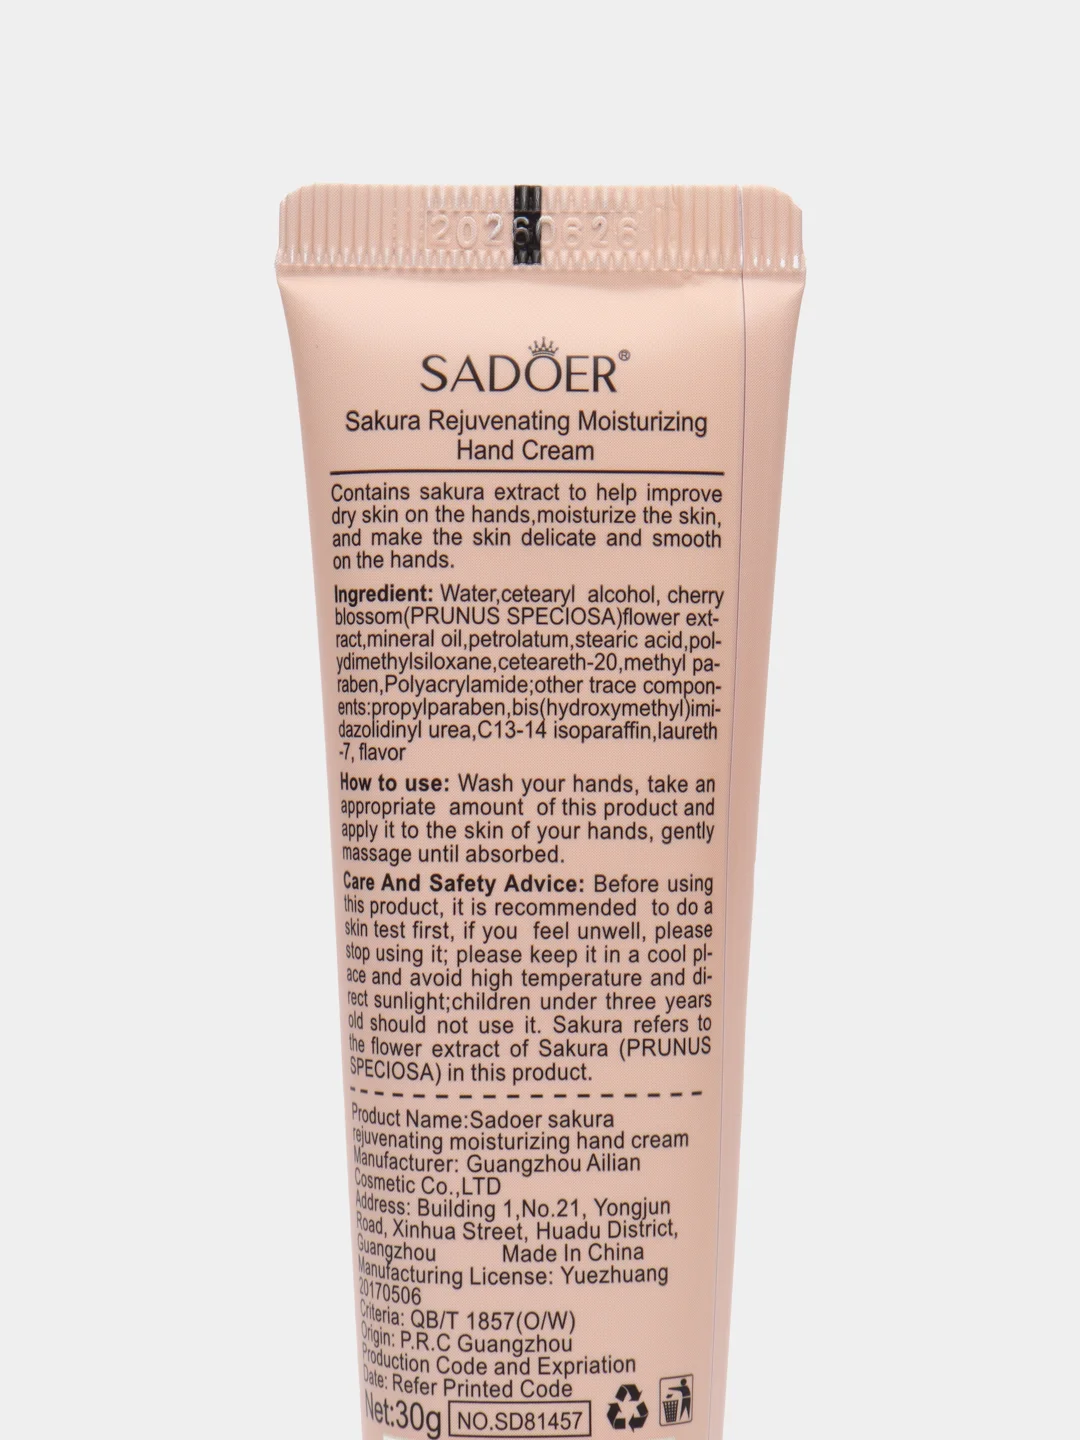 20260626
SADOER®
Sakura Rejuvenating Moisturizing
Hand Cream
Contains sakura extract to help improve
dry skin on the hands,moisturize the skin,
and make the skin delicate and smooth
on the hands.
Ingredient: Water,cetearyl alcohol, cherry
blossom(PRUNUS SPECIOSA)flower ext-
ract,mineral oil,petrolatum,stearic acid,pol-
ydimethylsiloxane,ceteareth-20,methyl pa-
raben,Polyacrylamide;other trace compon-
ents:propylparaben,bis(hydroxymethyl)imi-
dazolidinyl urea,C13-14 isoparaffin,laureth
-7, flavor
How to use: Wash your hands, take an
appropriate amount of this product and
apply it to the skin of your hands, gently
massage until absorbed.
Care And Safety Advice: Before using
this product, it is recommended to do a
skin test first, if you feel unwell, please
stop using it; please keep it in a cool pl-
ace and avoid high temperature and di-
rect sunlight;children under three years
old should not use it. Sakura refers to
the flower extract of Sakura (PRUNUS
SPECIOSA) in this product.
Product Name:Sadoer sakura
rejuvenating moisturizing hand cream
Manufacturer: Guangzhou Ailian
Cosmetic Co.,LTD
Address: Building 1,No.21, Yongjun
Road, Xinhua Street, Huadu District,
Guangzhou Made In China
Manufacturing License: Yuezhuang
20170506
Criteria: QB/T 1857(O/W)
Origin: P.R.C Guangzhou
Production Code and Expriation
Date: Refer Printed Code
Net:30g NO.SD81457